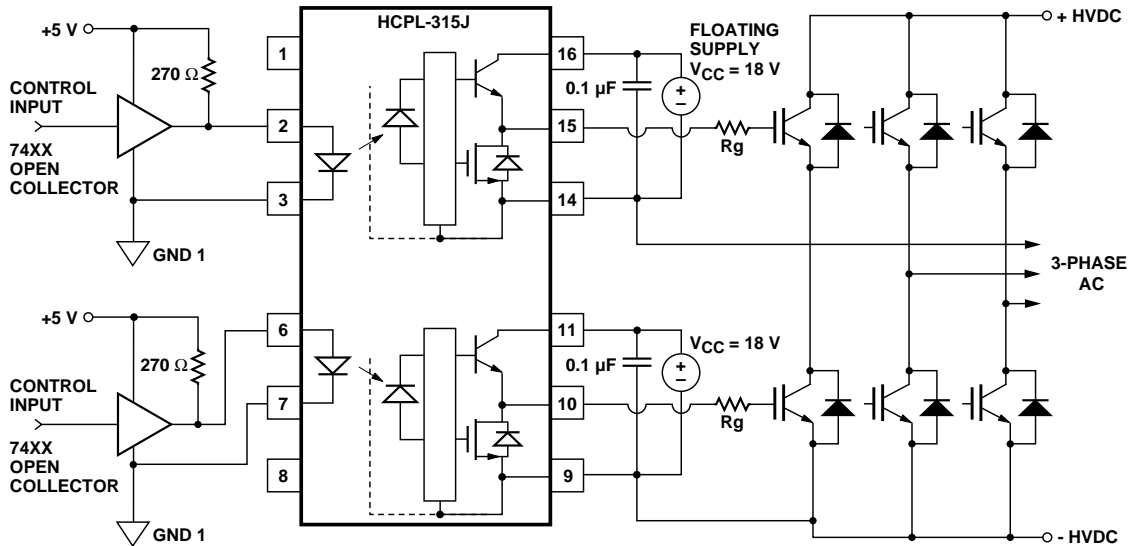 HCPL-315J
+5 V
270 Ω
CONTROL
INPUT
74XX
OPEN
COLLECTOR
GND 1
1
2
3
16
15
14
0.1 µF
FLOATING
SUPPLY
VCC = 18 V
+
–
Rg
+ HVDC
3-PHASE
AC
+5 V
270 Ω
CONTROL
INPUT
74XX
OPEN
COLLECTOR
GND 1
6
7
8
11
10
9
0.1 µF
VCC = 18 V
+
–
Rg
- HVDC